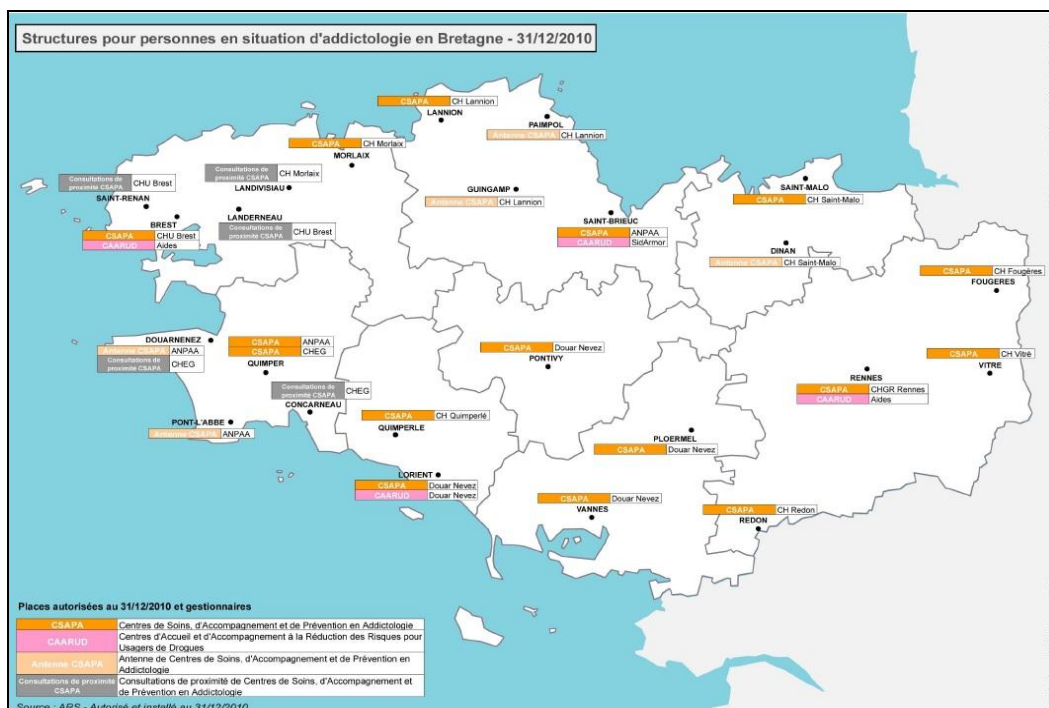 Structures pour personnes en situation d'addictologie en Bretagne - 31/12/2010
CSAPA CH Lannion
LANNION
PAIMPOL
Antenne CSAPA CH Lannion
CSAPA CH Morlaix
MORLAIX
Consultations de proximité CSAPA CH Morlaix
LANDIVISIAU
Consultations de proximité CSAPA CHU Brest
SAINT-RENAN
BREST
CSAPA CHU Brest
CAARUD Aides
LANDERNEAU
Consultations de proximité CSAPA CHU Brest
GUINGAMP
Antenne CSAPA CH Lannion
SAINT-BRIEUC
CSAPA ANPAA
CAARUD SidArmor
SAINT-MALO
CSAPA CH Saint-Malo
DINAN
Antenne CSAPA CH Saint-Malo
CSAPA CH Fougères
FOUGERES
CSAPA CH Vitré
VITRE
RENNES
CSAPA CHGR Rennes
CAARUD Aides
DOUARNENEZ
Antenne CSAPA ANPAA
Consultations de proximité CSAPA CHEG
CSAPA ANPAA
CSAPA CHEG
QUIMPER
Consultations de proximité CSAPA CHEG
CONCARNEAU
PONT-L'ABBE
Antenne CSAPA ANPAA
CSAPA CH Quimperlé
QUIMPERLE
CSAPA Douar Nevez
PONTIVY
PLOERMEL
CSAPA Douar Nevez
LORIENT
CSAPA Douar Nevez
CAARUD Douar Nevez
CSAPA Douar Nevez
VANNES
CSAPA CH Redon
REDON
Places autorisées au 31/12/2010 et gestionnaires
CSAPA Centres de Soins, d'Accompagnement et de Prévention en Addictologie
CAARUD Centres d'Accueil et d'Accompagnement à la Réduction des Risques pour
Usagers de Drogues
Antenne CSAPA Antenne de Centres de Soins, d'Accompagnement et de Prévention en
Addictologie
Consultations de proximité CSAPA Consultations de proximité de Centres de Soins, d'Accompagnement et
de Prévention en Addictologie
Source : ARS - Autorisé et installé au 31/12/2010